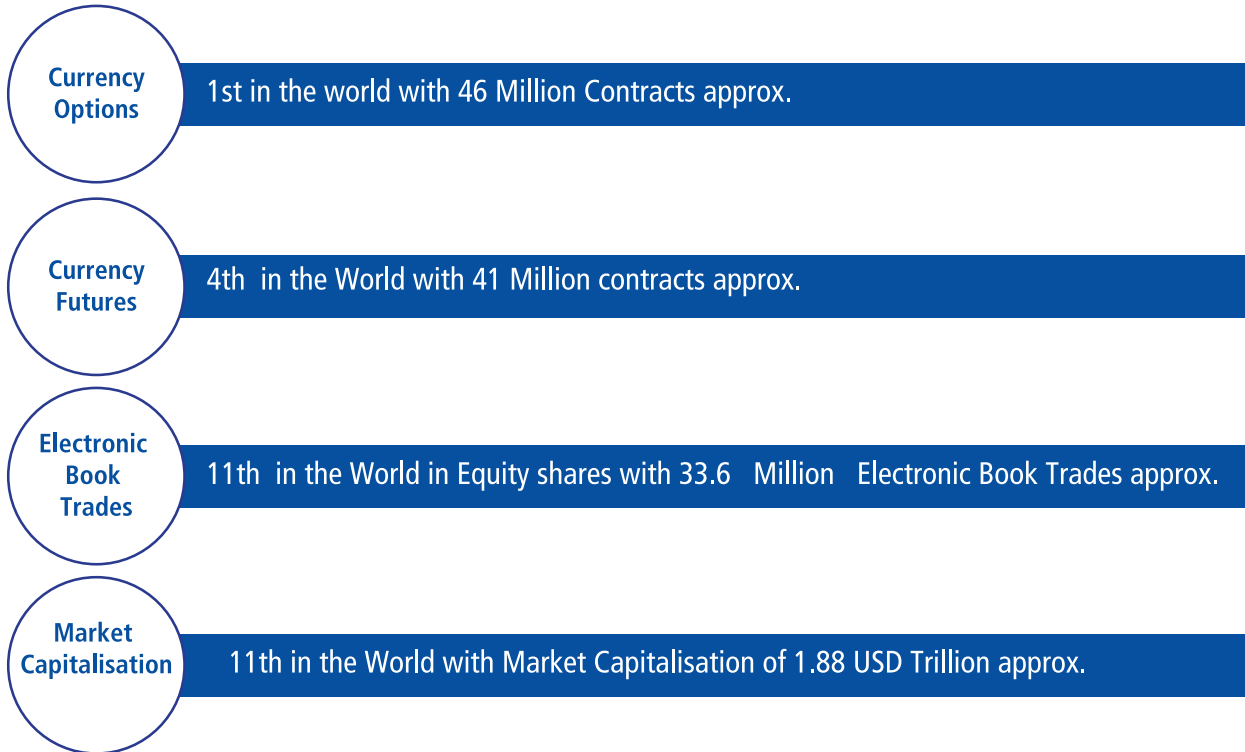 Currency
Options
1st in the world with 46 Million Contracts approx.
Currency
Futures
4th in the World with 41 Million contracts approx.
Electronic
Book
Trades
11th in the World in Equity shares with 33.6 Million Electronic Book Trades approx.
Market
Capitalisation
11th in the World with Market Capitalisation of 1.88 USD Trillion approx.